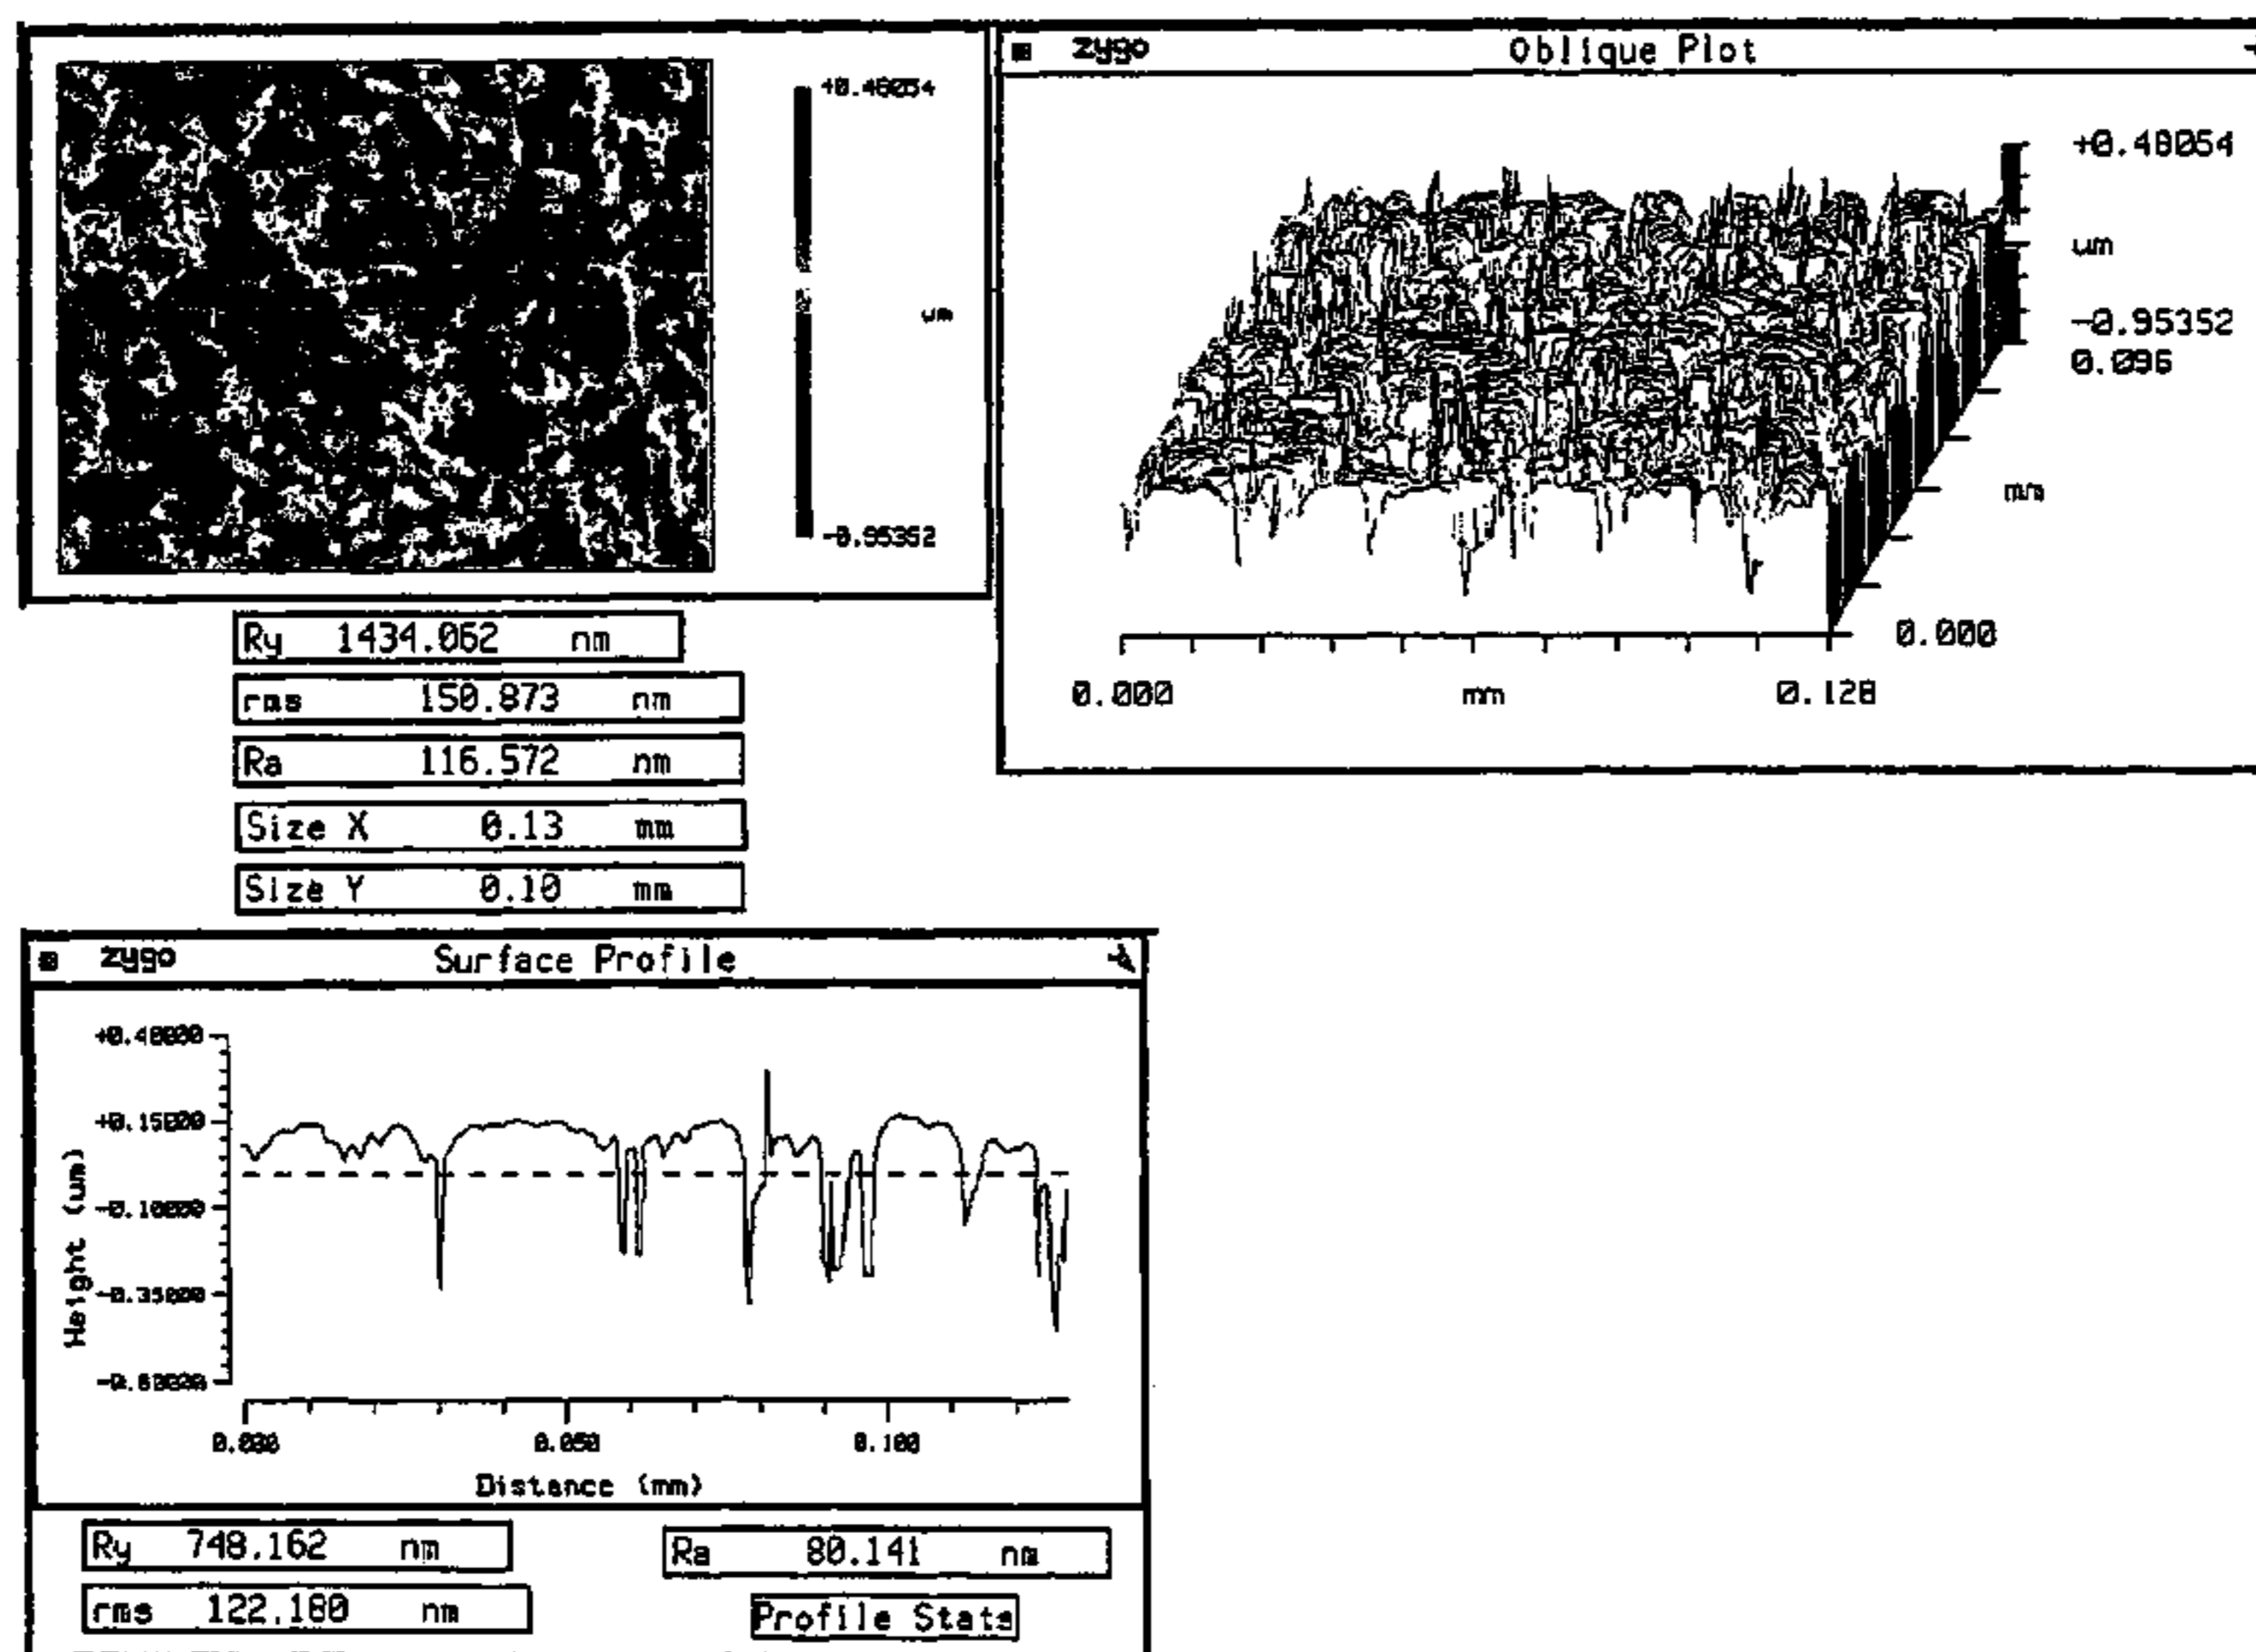 +0.48054
um
-0.95352
zygo Oblique Plot
+0.48054
um
-0.95352
0.096
mm
0.000
0.000 mm 0.128
Ry 1434.062 nm
rms 150.873 nm
Ra 116.572 nm
Size X 0.13 mm
Size Y 0.10 mm
zygo Surface Profile
+0.40000
+0.15000
-0.10000
-0.35000
-0.60000
Height (um)
0.000 0.050 0.100
Distance (mm)
Ry 748.162 nm Ra 80.141 nm
rms 122.180 nm Profile Stats